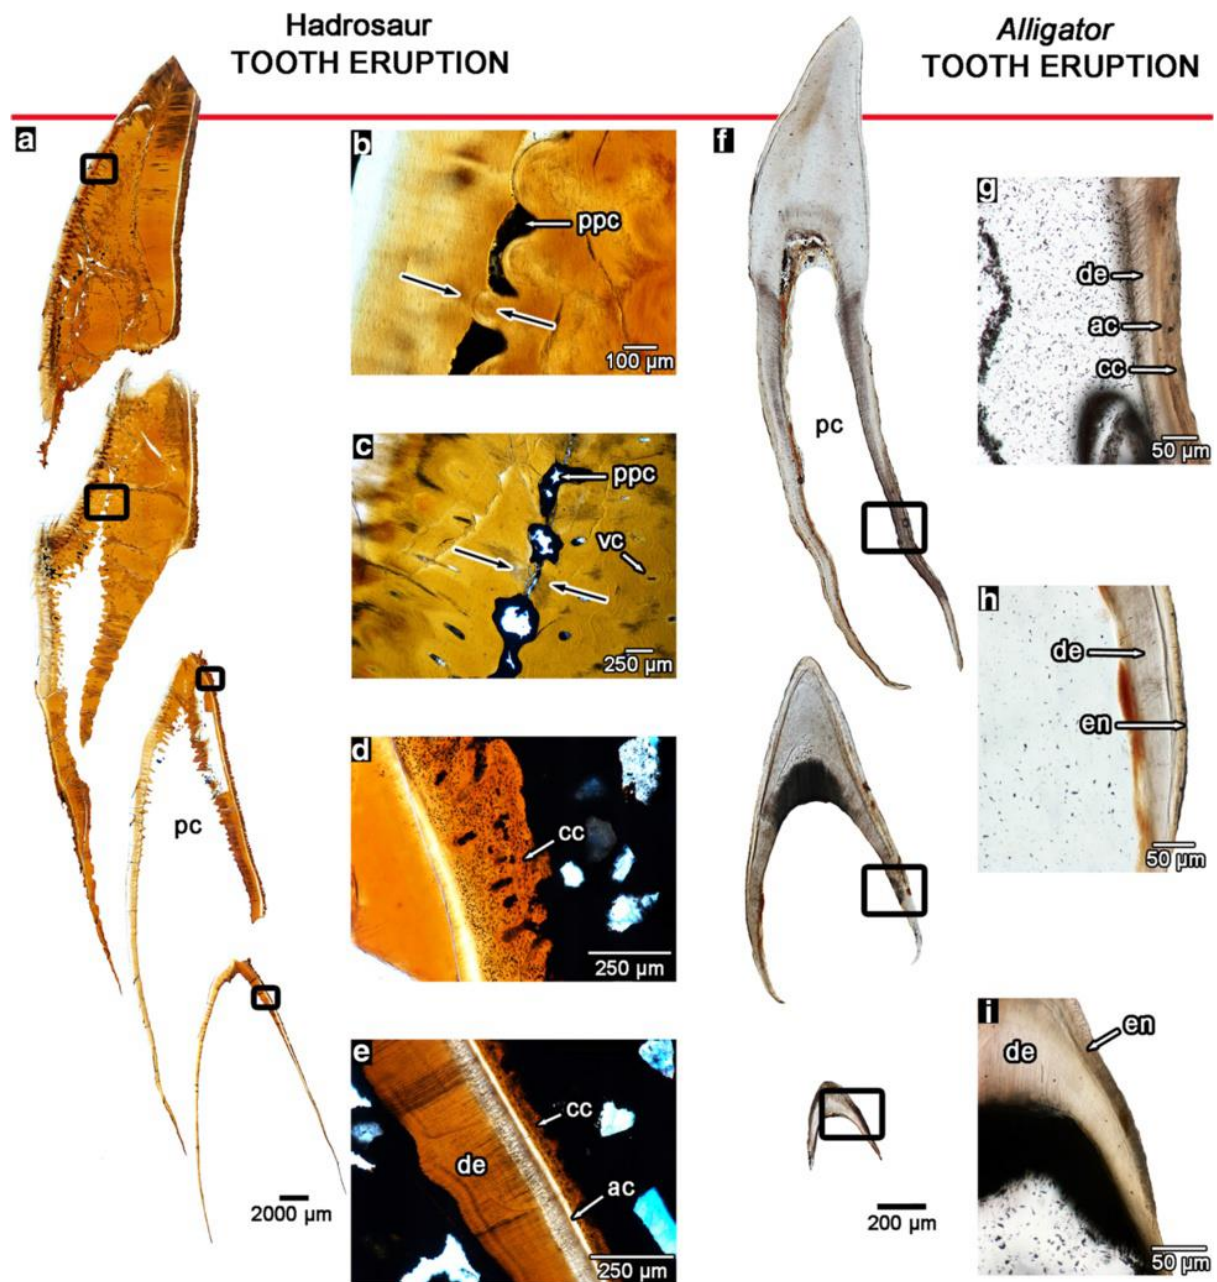 Hadrosaur
TOOTH ERUPTION
Alligator
TOOTH ERUPTION
a
pc
2000 µm
b
ppc
100 µm
c
ppc
vc
250 µm
d
cc
250 µm
e
cc
de
ac
250 µm
f
pc
200 µm
g
de
ac
cc
50 µm
h
de
en
50 µm
i
en
de
50 µm